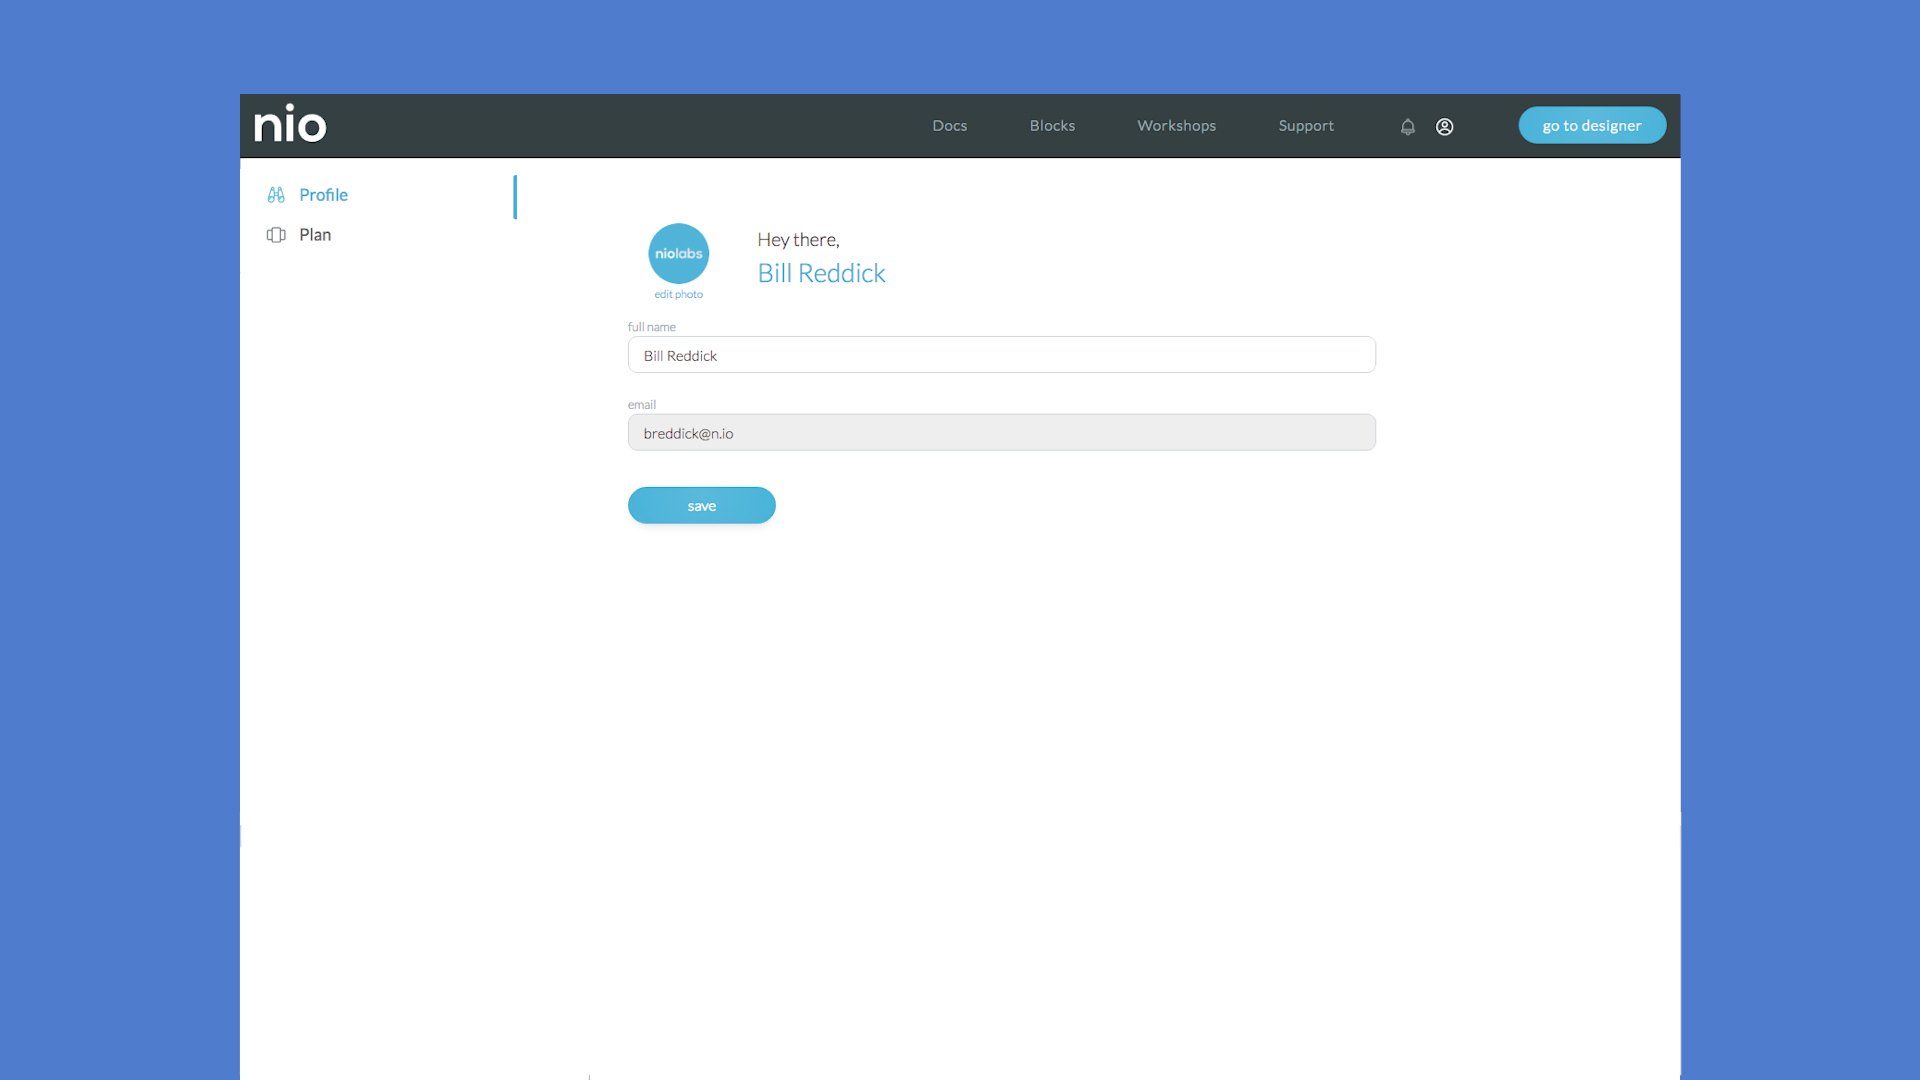 nio
Docs
Blocks
Workshops
Support
go to designer
Profile
Plan
niolabs
edit photo
Hey there,
Bill Reddick
full name
Bill Reddick
email
breddick@n.io
save